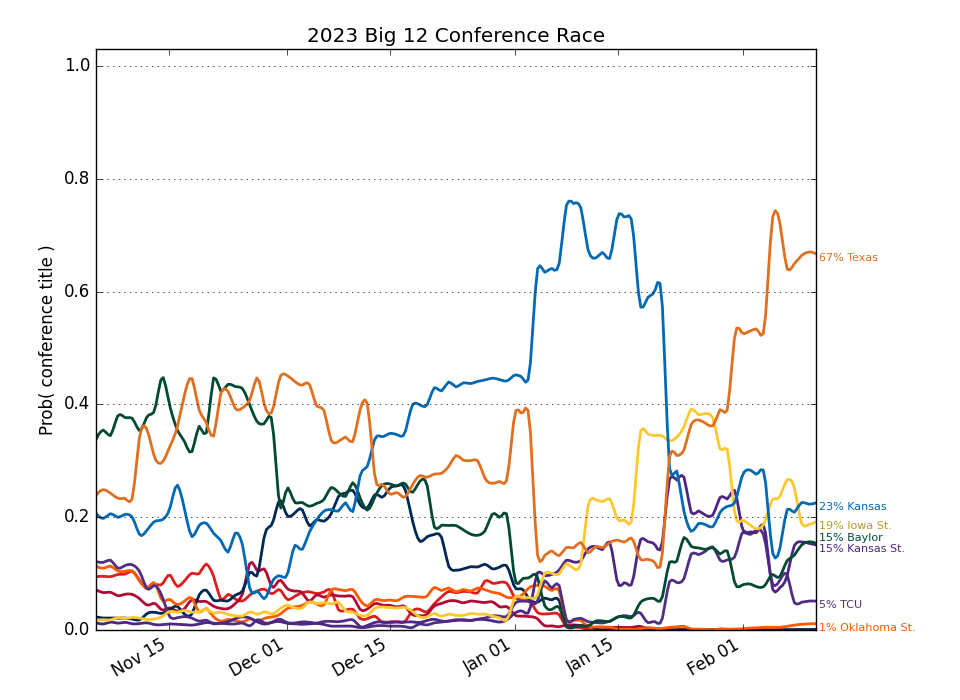 2023 Big 12 Conference Race
Prob( conference title )
1.0
0.8
0.6
0.4
0.2
0.0
Nov 15
Dec 01
Dec 15
Jan 01
Jan 15
Feb 01
67% Texas
23% Kansas
19% Iowa St.
15% Baylor
15% Kansas St.
5% TCU
1% Oklahoma St.